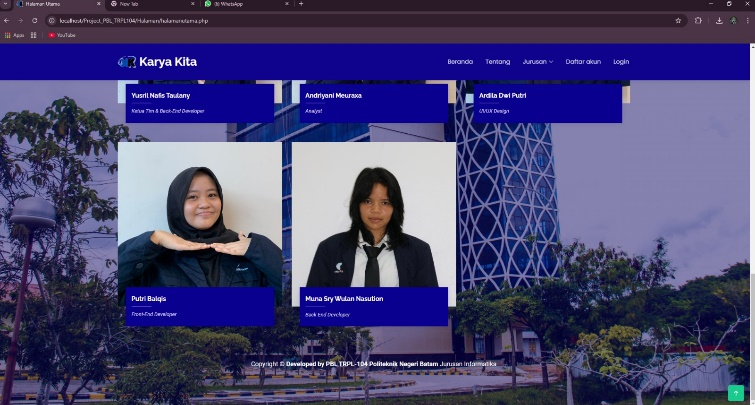 Halaman Utama
New Tab
(9) WhatsApp
localhost/Project_PBL_TRPL104/Halaman/halamanutama.php
Apps
YouTube
Karya Kita
Beranda Tentang Jurusan Daftar akun Login
Yusril Nafis Taulany
Ketua Tim & Back-End Developer
Andriyani Meuraxa
Analyst
Ardila Dwi Putri
UI/UX Design
Putri Balqis
Front-End Developer
Muna Sry Wulan Nasution
Back End Developer
Copyright © Developed by PBL TRPL-104 Politeknik Negeri Batam Jurusan Informatika